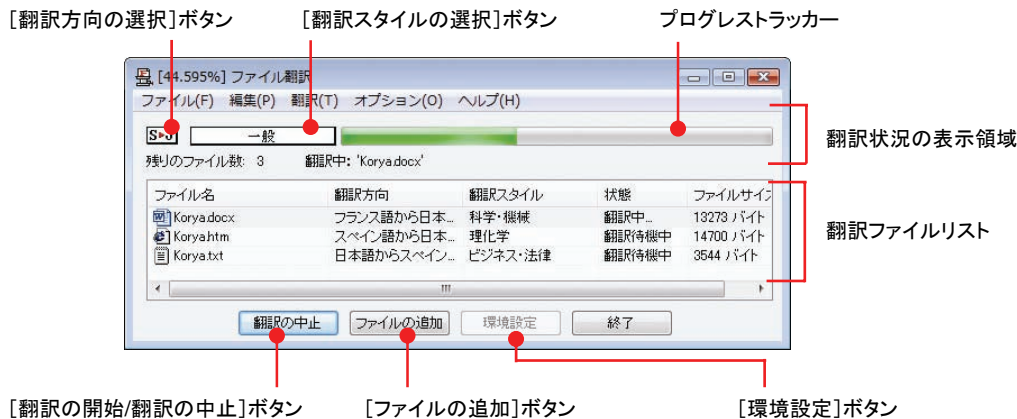 [翻訳方向の選択]ボタン
[翻訳スタイルの選択]ボタン
プログレストラッカー
[44.595%] ファイル翻訳
ファイル(F) 編集(P) 翻訳(T) オプション(O) ヘルプ(H)
一般
残りのファイル数: 3 翻訳中: 'Korya.docx'
翻訳状況の表示領域
ファイル名 翻訳方向 翻訳スタイル 状態 ファイルサイズ
Korya.docx フランス語から日本... 科学・機械 翻訳中... 13273 バイト
Korya.htm スペイン語から日本... 理化学 翻訳待機中 14700 バイト
Korya.txt 日本語からスペイン... ビジネス・法律 翻訳待機中 3544 バイト
翻訳ファイルリスト
翻訳の中止 ファイルの追加 環境設定 終了
[翻訳の開始/翻訳の中止]ボタン
[ファイルの追加]ボタン
[環境設定]ボタン